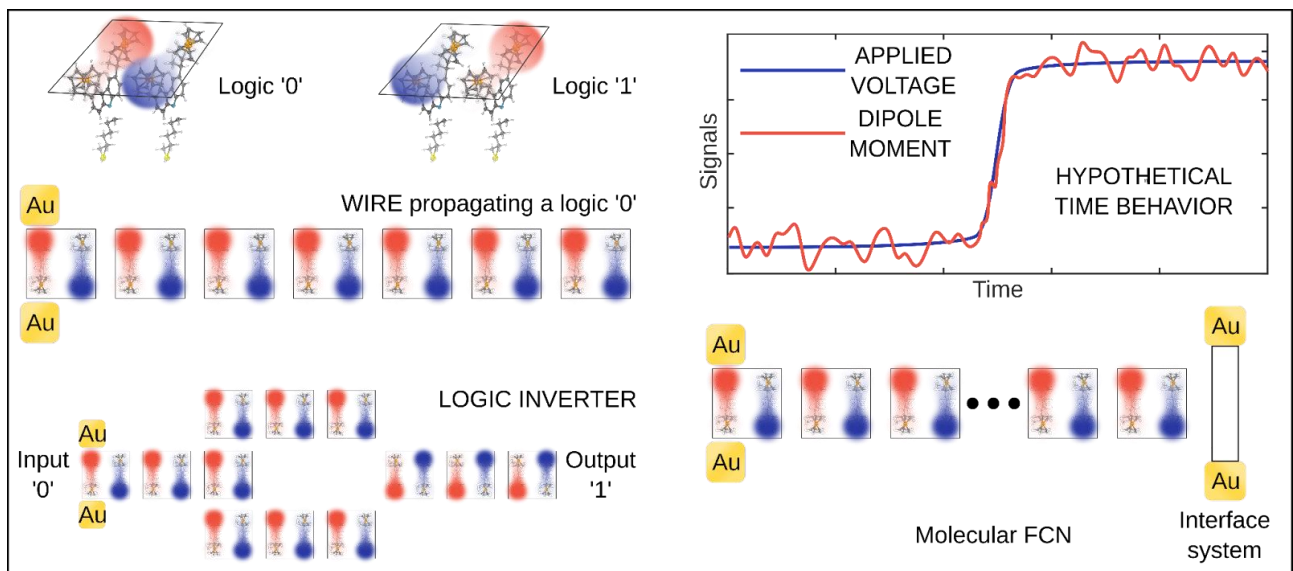 Logic '0'
Logic '1'
Au
WIRE propagating a logic '0'
Au
LOGIC INVERTER
Au
Input
'0'
Au
Output
'1'
APPLIED
VOLTAGE
DIPOLE
MOMENT
Signals
HYPOTHETICAL
TIME BEHAVIOR
Time
Au
Au
Au
Au
Molecular FCN
Interface
system